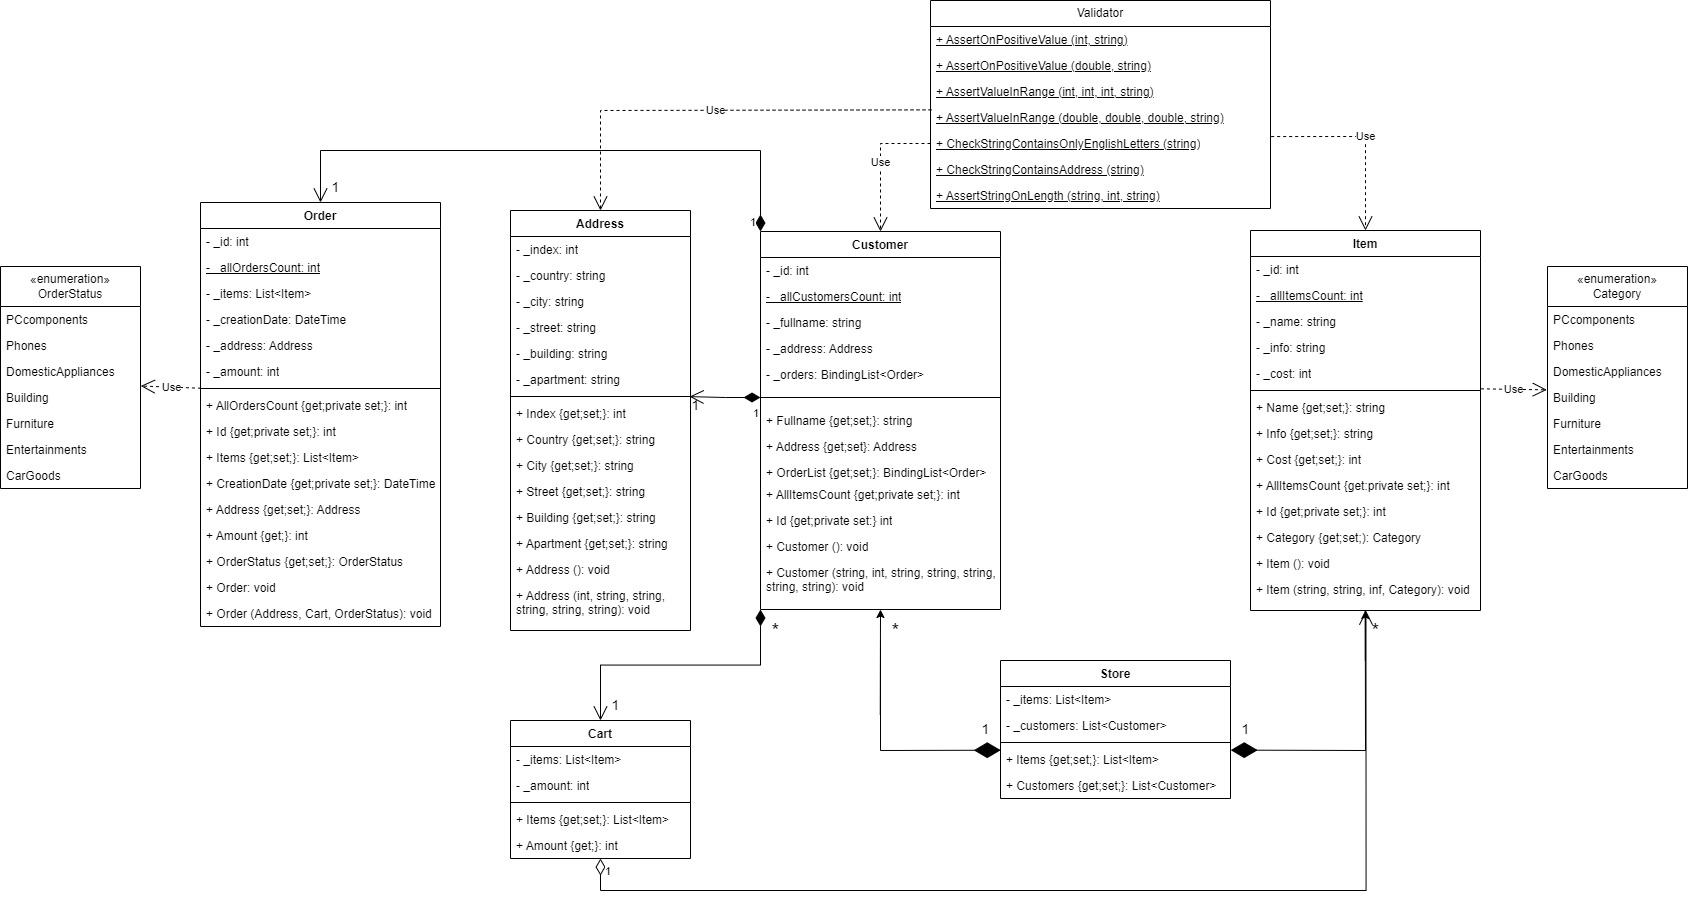 Validator
+ AssertOnPositiveValue (int, string)
+ AssertOnPositiveValue (double, string)
+ AssertValueInRange (int, int, int, string)
+ AssertValueInRange (double, double, double, string)
+ CheckStringContainsOnlyEnglishLetters (string)
+ CheckStringContainsAddress (string)
+ AssertStringOnLength (string, int, string)
Use
Use
Use
1
1
Order
- _id: int
- _allOrdersCount: int
- _items: List<Item>
- _creationDate: DateTime
- _address: Address
- _amount: int
+ AllOrdersCount {get;private set;}: int
+ Id {get;private set;}: int
+ Items {get;set;}: List<Item>
+ CreationDate {get;private set;}: DateTime
+ Address {get;set;}: Address
+ Amount {get;}: int
+ OrderStatus {get;set;}: OrderStatus
+ Order: void
+ Order (Address, Cart, OrderStatus): void
Address
- _index: int
- _country: string
- _city: string
- _street: string
- _building: string
- _apartment: string
+ Index {get;set;}: int
+ Country {get;set;}: string
+ City {get;set;}: string
+ Street {get;set;}: string
+ Building {get;set;}: string
+ Apartment {get;set;}: string
+ Address (): void
+ Address (int, string, string,
string, string, string): void
1
1
Customer
- _id: int
- _allCustomersCount: int
- _fullname: string
- _address: Address
- _orders: BindingList<Order>
+ Fullname {get;set;}: string
+ Address {get;set}: Address
+ OrderList {get;set;}: BindingList<Order>
+ AllItemsCount {get;private set;}: int
+ Id {get;private set:} int
+ Customer (): void
+ Customer (string, int, string, string, string,
string, string): void
Item
- _id: int
- _allItemsCount: int
- _name: string
- _info: string
- _cost: int
+ Name {get;set;}: string
+ Info {get;set;}: string
+ Cost {get;set;}: int
+ AllItemsCount {get:private set;}: int
+ Id {get;private set;}: int
+ Category {get;set;): Category
+ Item (): void
+ Item (string, string, inf, Category): void
«enumeration»
OrderStatus
PCcomponents
Phones
DomesticAppliances
Building
Furniture
Entertainments
CarGoods
Use
«enumeration»
Category
PCcomponents
Phones
DomesticAppliances
Building
Furniture
Entertainments
CarGoods
Use
*
*
*
1
Store
- _items: List<Item>
- _customers: List<Customer>
+ Items {get;set;}: List<Item>
+ Customers {get;set;}: List<Customer>
1
1
Cart
- _items: List<Item>
- _amount: int
+ Items {get;set;}: List<Item>
+ Amount {get;}: int
1